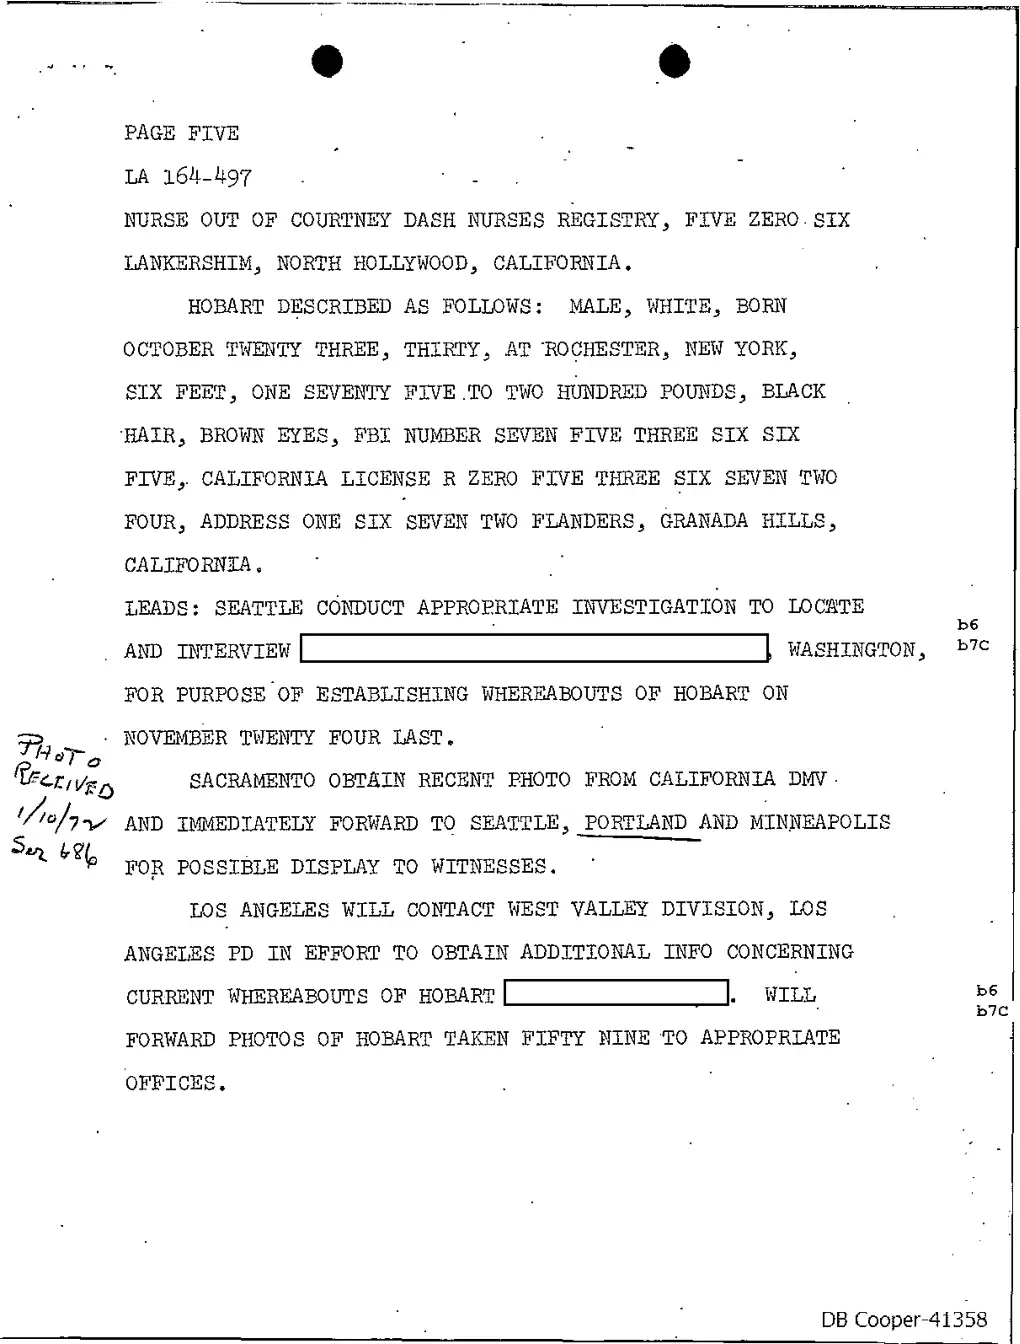 PAGE FIVE
LA 164-497
NURSE OUT OF COURTNEY DASH NURSES REGISTRY, FIVE ZERO SIX
LANKERSHIM, NORTH HOLLYWOOD, CALIFORNIA.
HOBART DESCRIBED AS FOLLOWS: MALE, WHITE, BORN
OCTOBER TWENTY THREE, THIRTY, AT ROCHESTER, NEW YORK,
SIX FEET, ONE SEVENTY FIVE TO TWO HUNDRED POUNDS, BLACK
HAIR, BROWN EYES, FBI NUMBER SEVEN FIVE THREE SIX SIX
FIVE, CALIFORNIA LICENSE R ZERO FIVE THREE SIX SEVEN TWO
FOUR, ADDRESS ONE SIX SEVEN TWO FLANDERS, GRANADA HILLS,
CALIFORNIA.
LEADS: SEATTLE CONDUCT APPROPRIATE INVESTIGATION TO LOCATE
b6
AND INTERVIEW , WASHINGTON,
b7C
FOR PURPOSE OF ESTABLISHING WHEREABOUTS OF HOBART ON
NOVEMBER TWENTY FOUR LAST.
PHOTO
RECEIVED
1/10/72
Ser 686
SACRAMENTO OBTAIN RECENT PHOTO FROM CALIFORNIA DMV
AND IMMEDIATELY FORWARD TO SEATTLE, PORTLAND AND MINNEAPOLIS
FOR POSSIBLE DISPLAY TO WITNESSES.
LOS ANGELES WILL CONTACT WEST VALLEY DIVISION, LOS
ANGELES PD IN EFFORT TO OBTAIN ADDITIONAL INFO CONCERNING
CURRENT WHEREABOUTS OF HOBART . WILL
b6
b7C
FORWARD PHOTOS OF HOBART TAKEN FIFTY NINE TO APPROPRIATE
OFFICES.
DB Cooper-41358